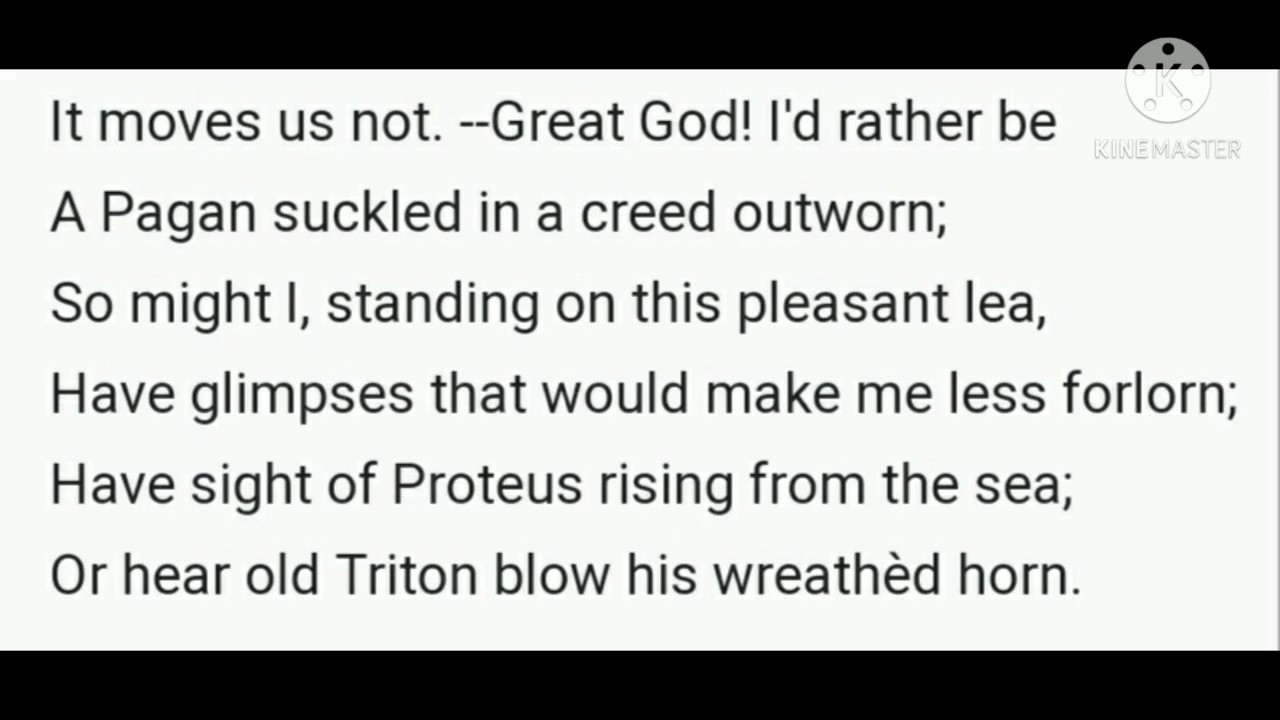 It moves us not. --Great God! I'd rather be
A Pagan suckled in a creed outworn;
So might I, standing on this pleasant lea,
Have glimpses that would make me less forlorn;
Have sight of Proteus rising from the sea;
Or hear old Triton blow his wreathèd horn.
K
KINEMASTER